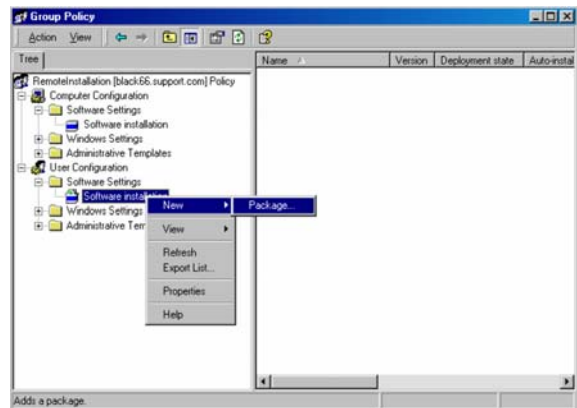 Group Policy
Action View
Tree
Name Version Deployment state Auto-instal
RemoteInstallation [black66.support.com] Policy
Computer Configuration
Software Settings
Software installation
Windows Settings
Administrative Templates
User Configuration
Software Settings
Software installation
Windows Settings
Administrative Tem
New
Package...
View
Refresh
Export List...
Properties
Help
Adds a package.